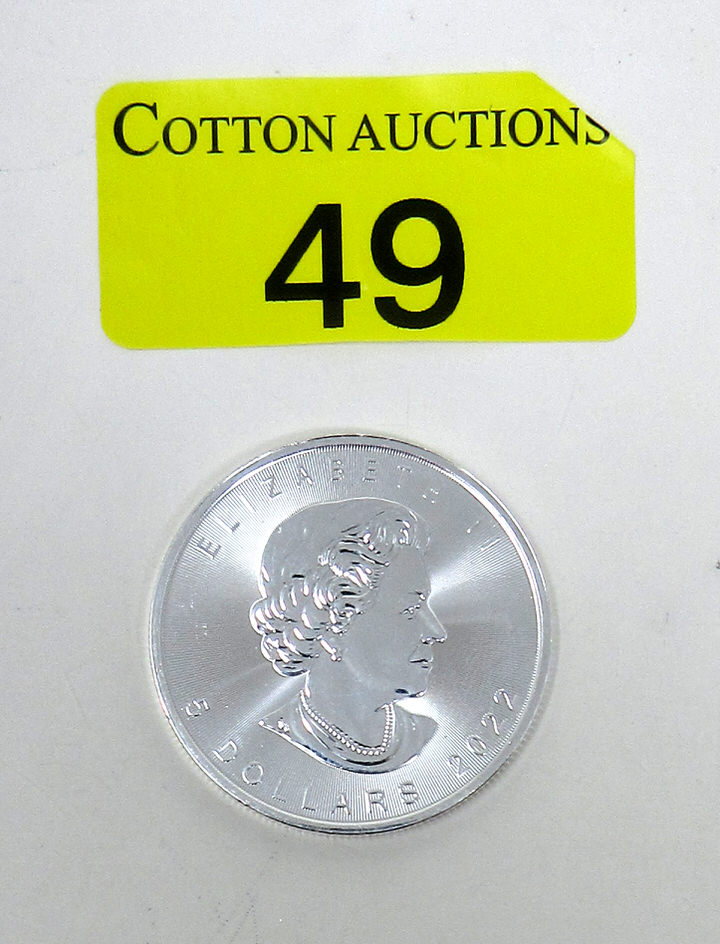 COTTON AUCTIONS
49
ELIZABETH II
5 DOLLARS 2022